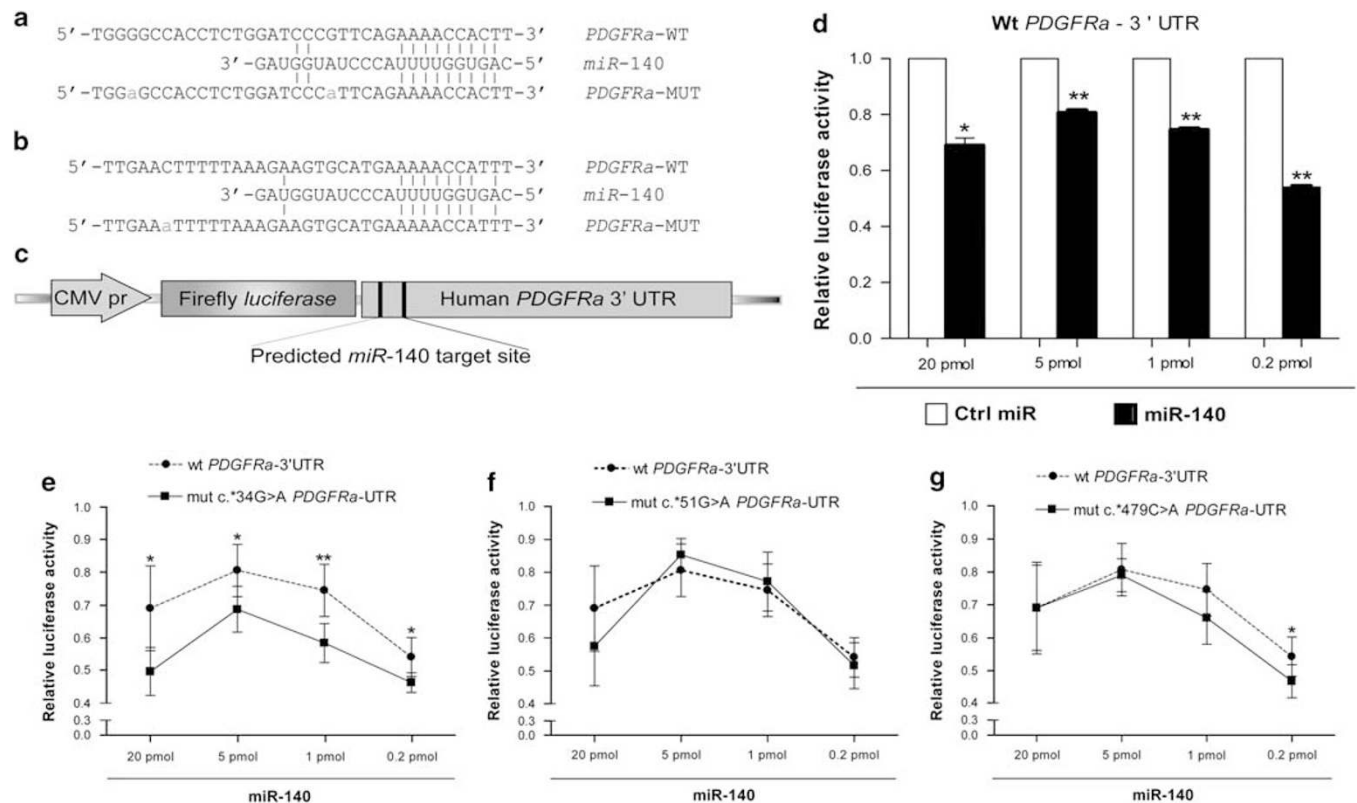 a
5'-TGGGGCCACCTCTGGATCCCGTTCAGAAAACCACTT-3' PDGFRa-WT
3'-GAUGGUAUCCCAUUUUGGUGAC-5' miR-140
5'-TGGaGCCACCTCTGGATCCCaTTCAGAAAACCACTT-3' PDGFRa-MUT
b
5'-TTGAACTTTTTAAAGAAGTGCATGAAAAACCATTT-3' PDGFRa-WT
3'-GAUGGUAUCCCAUUUUGGUGAC-5' miR-140
5'-TTGAAaTTTTTAAAGAAGTGCATGAAAAACCATTT-3' PDGFRa-MUT
c
CMV pr Firefly luciferase Human PDGFRa 3' UTR
Predicted miR-140 target site
d
Wt PDGFRa - 3 ' UTR
Relative luciferase activity
1.0
0.8
0.6
0.4
0.2
0.0
* ** ** **
20 pmol 5 pmol 1 pmol 0.2 pmol
Ctrl miR miR-140
e
wt PDGFRa-3'UTR
mut c.*34G>A PDGFRa-UTR
Relative luciferase activity
1.0
0.9
0.8
0.7
0.6
0.5
0.4
0.3
0.0
* * ** *
20 pmol 5 pmol 1 pmol 0.2 pmol
miR-140
f
wt PDGFRa-3'UTR
mut c.*51G>A PDGFRa-UTR
Relative luciferase activity
1.0
0.9
0.8
0.7
0.6
0.5
0.4
0.3
0.0
20 pmol 5 pmol 1 pmol 0.2 pmol
miR-140
g
wt PDGFRa-3'UTR
mut c.*479C>A PDGFRa-UTR
Relative luciferase activity
1.0
0.9
0.8
0.7
0.6
0.5
0.4
0.3
0.0
*
20 pmol 5 pmol 1 pmol 0.2 pmol
miR-140